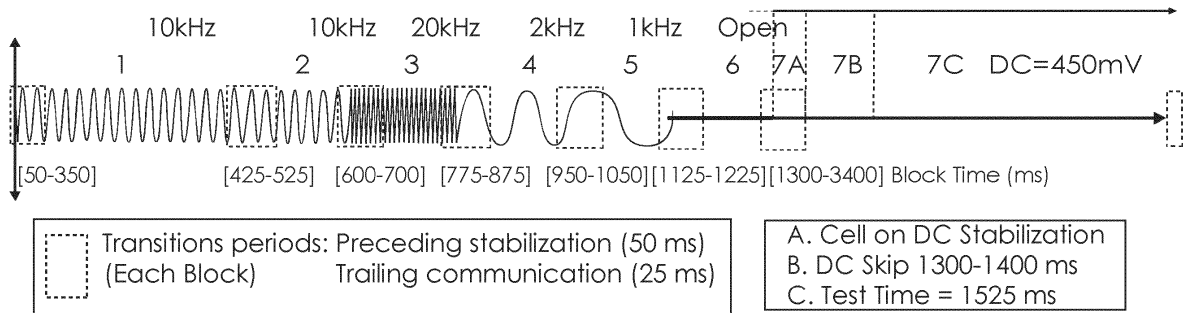 10kHz 10kHz 20kHz 2kHz 1kHz Open
1 2 3 4 5 6 7A 7B 7C DC=450mV
[50-350] [425-525] [600-700] [775-875] [950-1050] [1125-1225] [1300-3400] Block Time (ms)
Transitions periods: Preceding stabilization (50 ms)
(Each Block) Trailing communication (25 ms)
A. Cell on DC Stabilization
B. DC Skip 1300-1400 ms
C. Test Time = 1525 ms